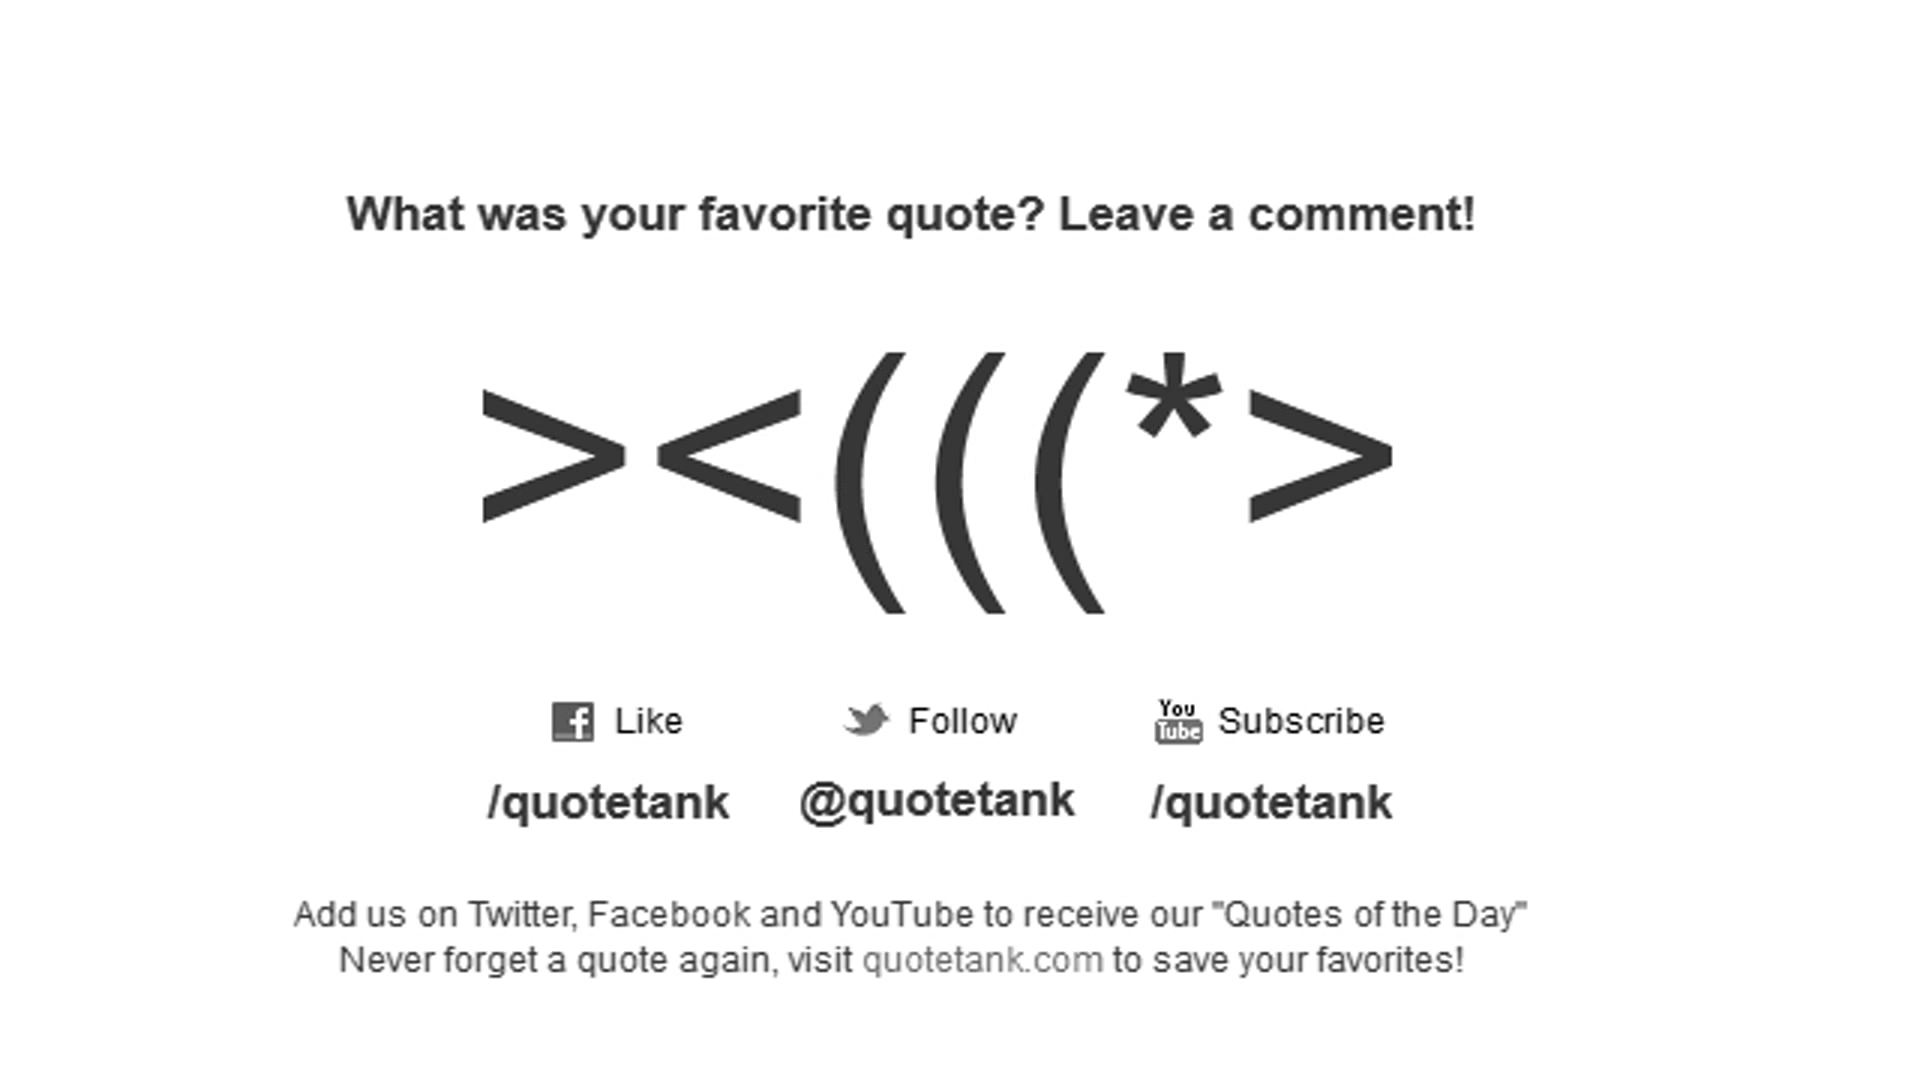 What was your favorite quote? Leave a comment!
><(((*>
f Like Follow You Tube Subscribe
/quotetank @quotetank /quotetank
Add us on Twitter, Facebook and YouTube to receive our "Quotes of the Day"
Never forget a quote again, visit quotetank.com to save your favorites!